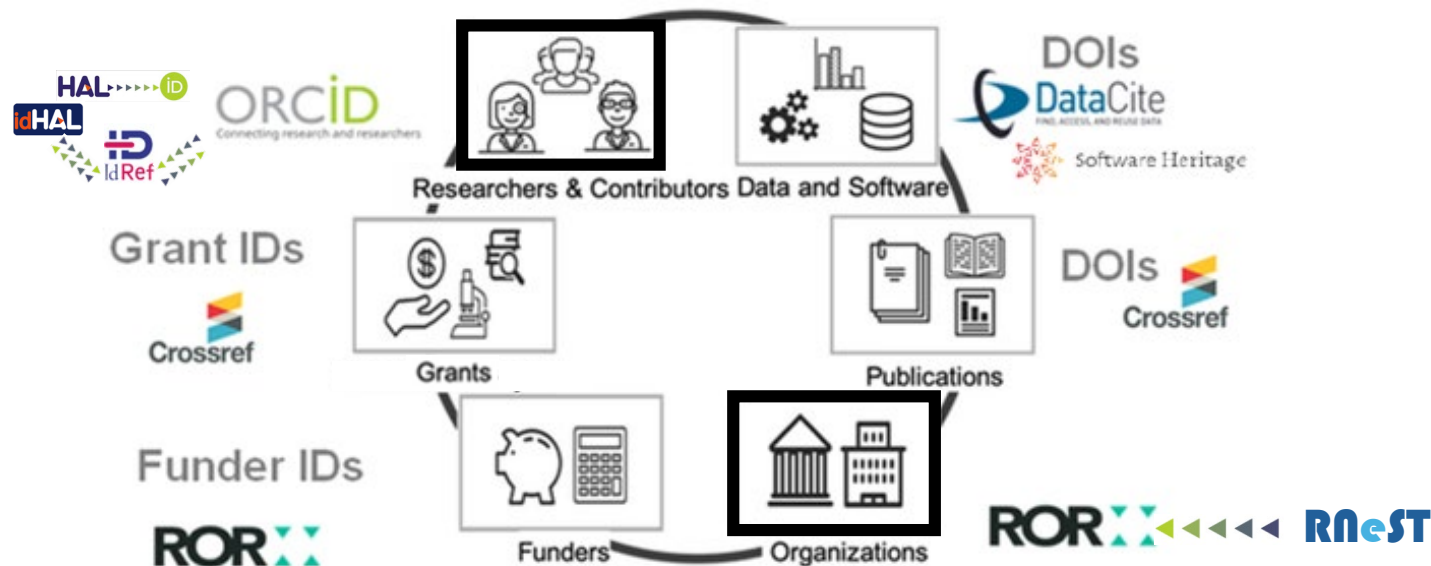 HAL iD
idHAL
ID
IdRef
ORCiD
Connecting research and researchers
Researchers & Contributors
Data and Software
DOIs
DataCite
FIND, ACCESS, AND REUSE DATA
Software Heritage
Grant IDs
Crossref
$
Grants
Publications
DOIs
Crossref
Funder IDs
ROR
Funders
Organizations
ROR
RNeST